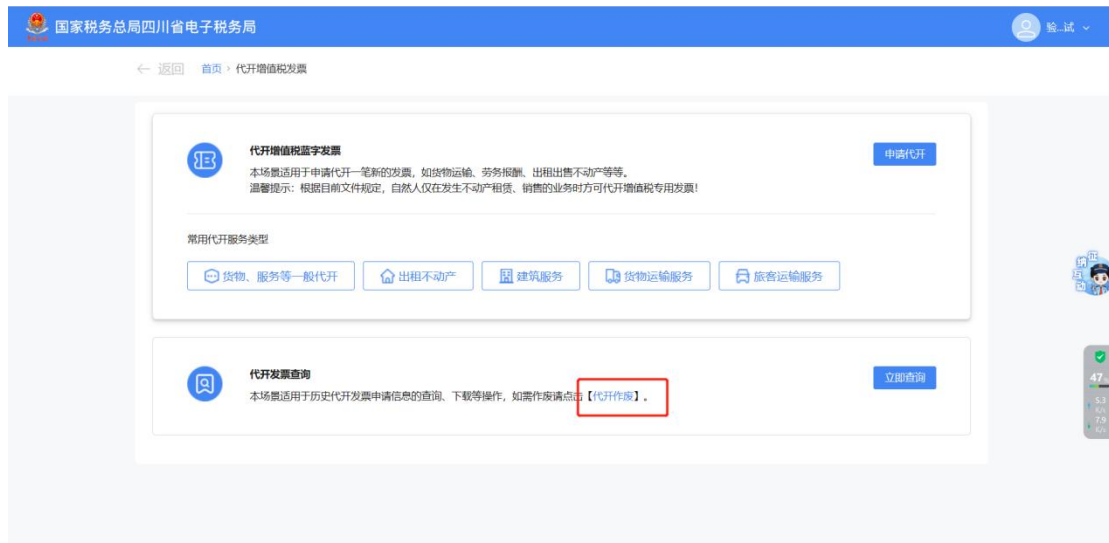 国家税务总局四川省电子税务局
验...试
← 返回 首页 > 代开增值税发票
代开增值税蓝字发票
申请代开
本场景适用于申请代开一笔新的发票，如货物运输、劳务报酬、出租出售不动产等等。
温馨提示：根据目前文件规定，自然人仅在发生不动产租赁、销售的业务时方可代开增值税专用发票！
常用代开服务类型
货物、服务等一般代开 出租不动产 建筑服务 货物运输服务 旅客运输服务
征纳互动
代开发票查询
立即查询
本场景适用于历史代开发票申请信息的查询、下载等操作，如需作废请点击【代开作废】。
47
5.3
K/s
7.9
K/s